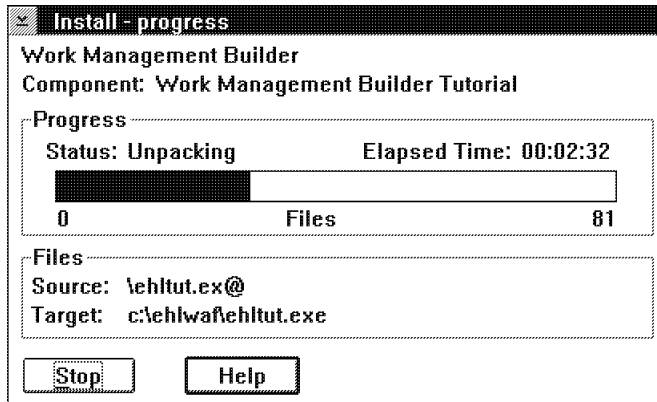 Install - progress
Work Management Builder
Component: Work Management Builder Tutorial
Progress
Status: Unpacking Elapsed Time: 00:02:32
0 Files 81
Files
Source: \ehltut.ex@
Target: c:\ehlwaf\ehltut.exe
Stop Help